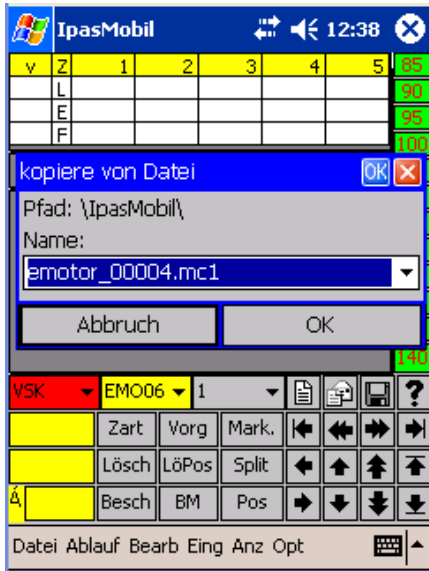 IpasMobil 12:38
v Z 1 2 3 4 5 85
L 90
E 95
F 100
kopiere von Datei OK
Pfad: \IpasMobil\
Name:
emotor_00004.mc1
Abbruch OK
140
VSK EMO06 1 ?
Zart Vorg Mark.
Lösch LöPos Split
Á Besch BM Pos
Datei Ablauf Bearb Eing Anz Opt